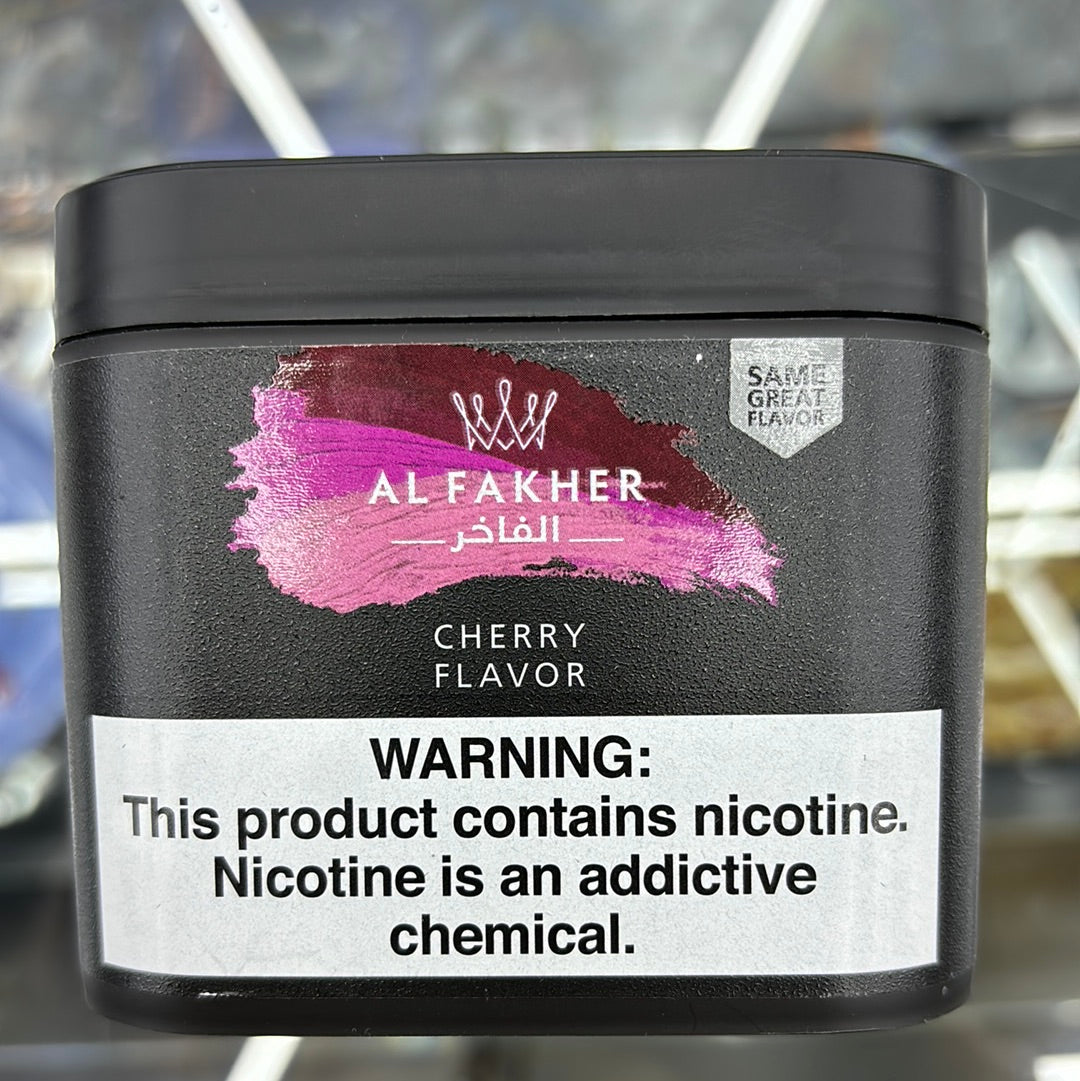 SAME
GREAT
FLAVOR
AL FAKHER
الفاخر
CHERRY
FLAVOR
WARNING:
This product contains nicotine.
Nicotine is an addictive
chemical.